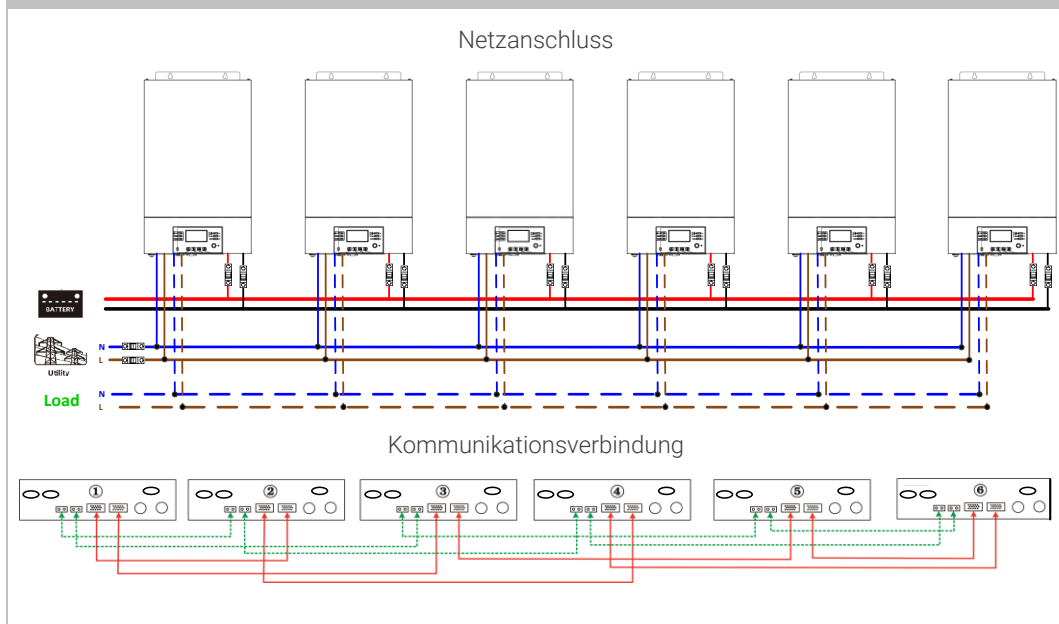 Netzanschluss
BATTERY
N
L
Utility
N
Load
L
Kommunikationsverbindung
① ② ③ ④ ⑤ ⑥